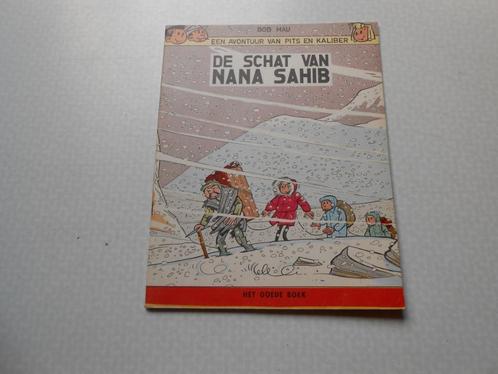 BOB MAU
EEN AVONTUUR VAN PITS EN KALIBER
DE SCHAT VAN
NANA SAHIB
HET GOEDE BOEK